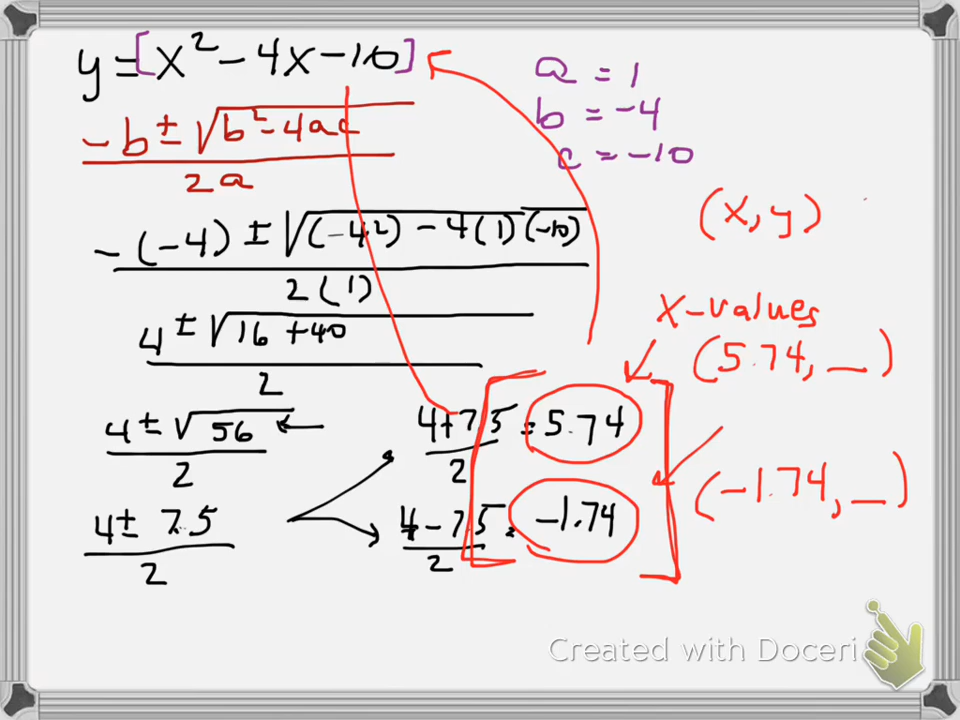 y=[x²-4x-10]
a = 1
b = -4
c = -10
-b±√b²-4ac
2a
(x,y)
-(-4) ± √(-4²) - 4(1)(-10)
2(1)
x-values
4 ± √16 +40
2
(5.74, _)
4 ± √56 ←
2
4+7.5 = 5.74
2
(-1.74, _)
4 ± 7.5
2
4-7.5 = -1.74
2
Created with Doceri